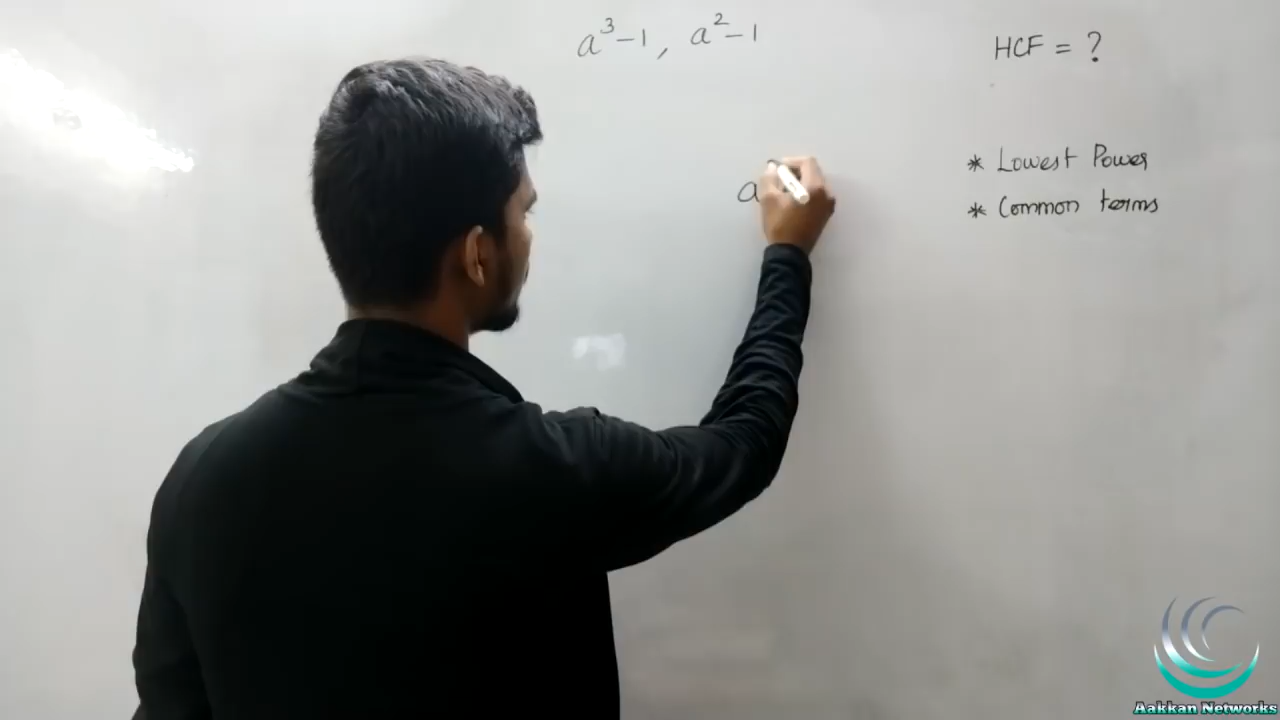 a³-1, a²-1
HCF = ?
* Lowest Power
* Common terms
a
Aakkan Networks